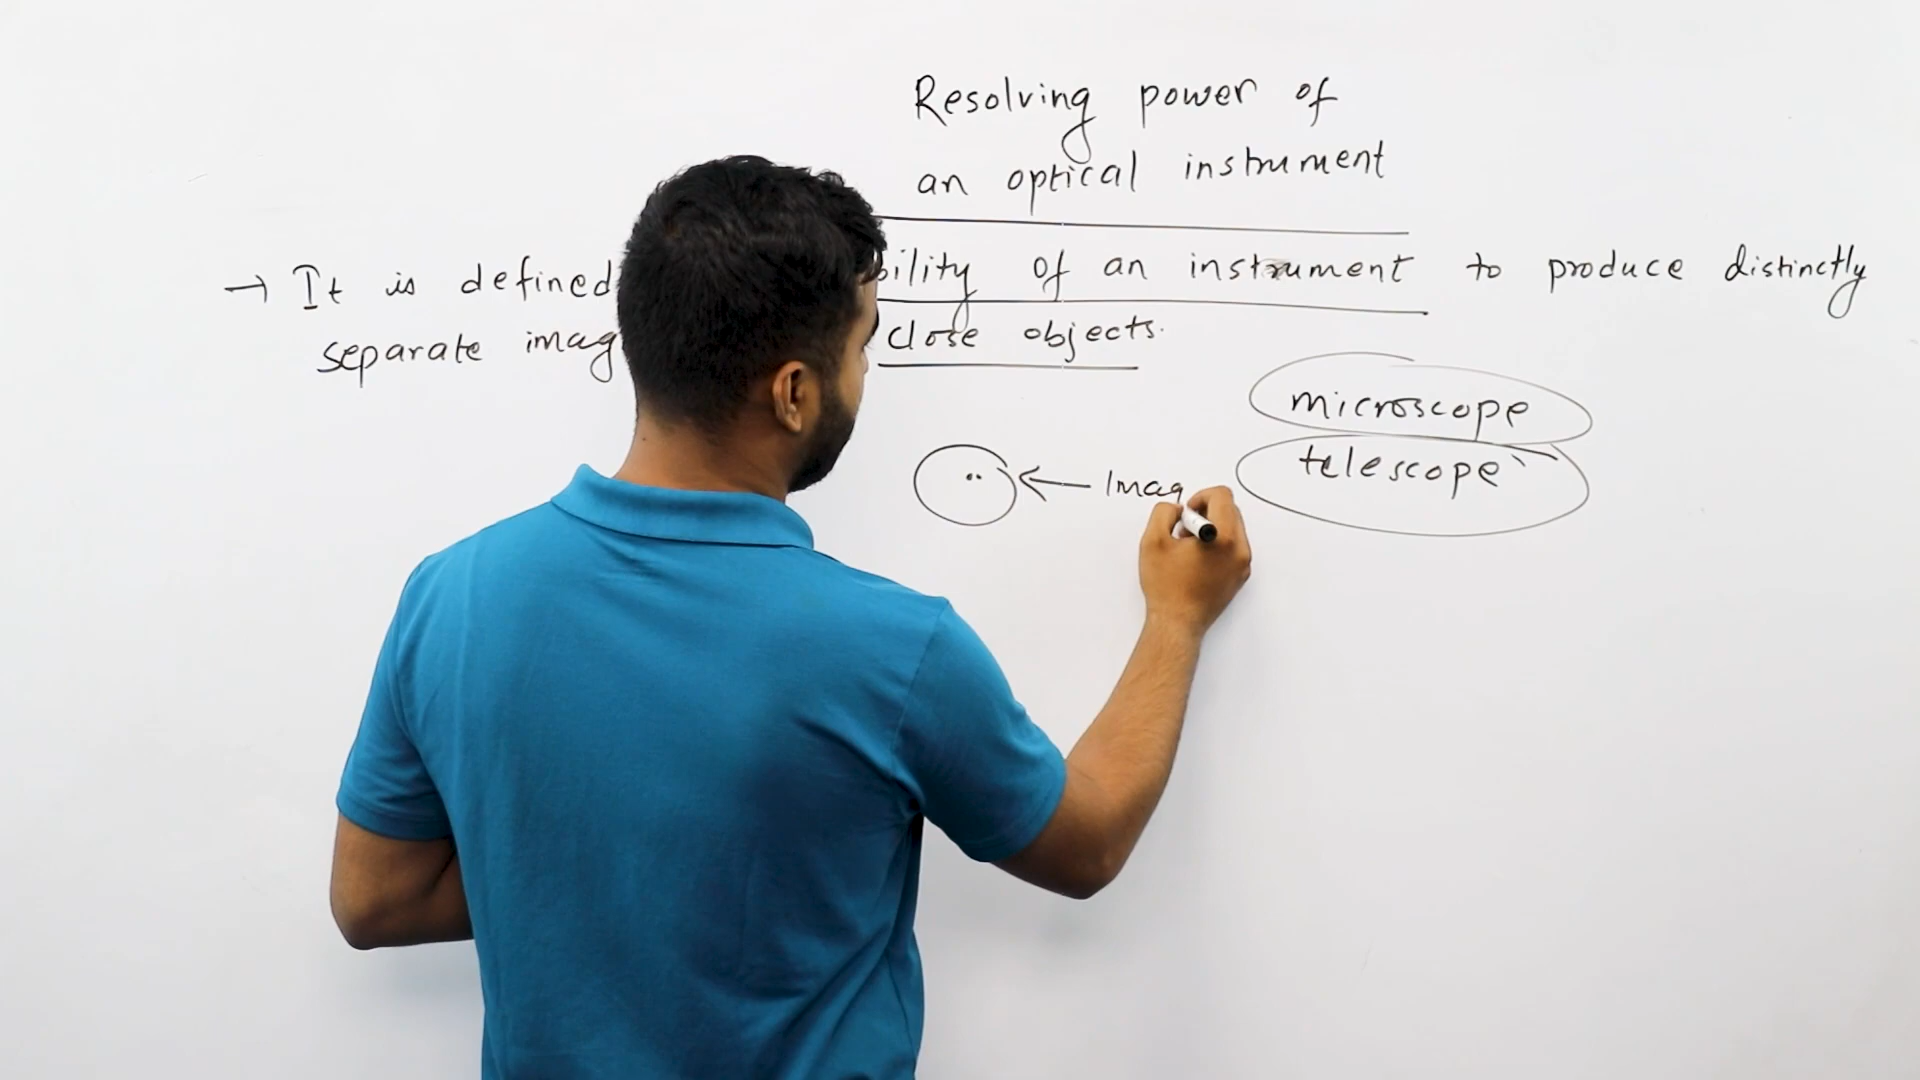 Resolving power of
an optical instrument
→ It is defined bility of an instrument to produce distinctly
separate imag close objects.
microscope
telescope
← Imag